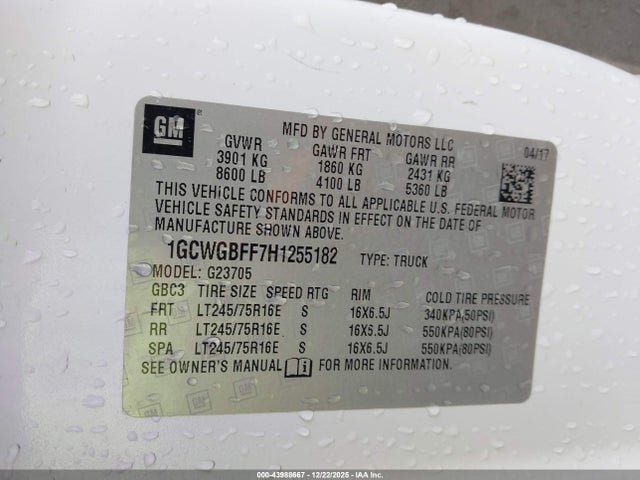 GM
MFD BY GENERAL MOTORS LLC 04/17
GVWR GAWR FRT GAWR RR
3901 KG 1860 KG 2431 KG
8600 LB 4100 LB 5360 LB
THIS VEHICLE CONFORMS TO ALL APPLICABLE U.S. FEDERAL MOTOR
VEHICLE SAFETY STANDARDS IN EFFECT ON THE DATE OF
MANUFACTURE SHOWN ABOVE.
1GCWGBFF7H1255182 TYPE: TRUCK
MODEL: G23705
GBC3 TIRE SIZE SPEED RTG RIM COLD TIRE PRESSURE
FRT LT245/75R16E S 16X6.5J 340KPA(50PSI)
RR LT245/75R16E S 16X6.5J 550KPA(80PSI)
SPA LT245/75R16E S 16X6.5J 550KPA(80PSI)
SEE OWNER'S MANUAL FOR MORE INFORMATION.
000-43988667 - 12/22/2025 - IAAI.com